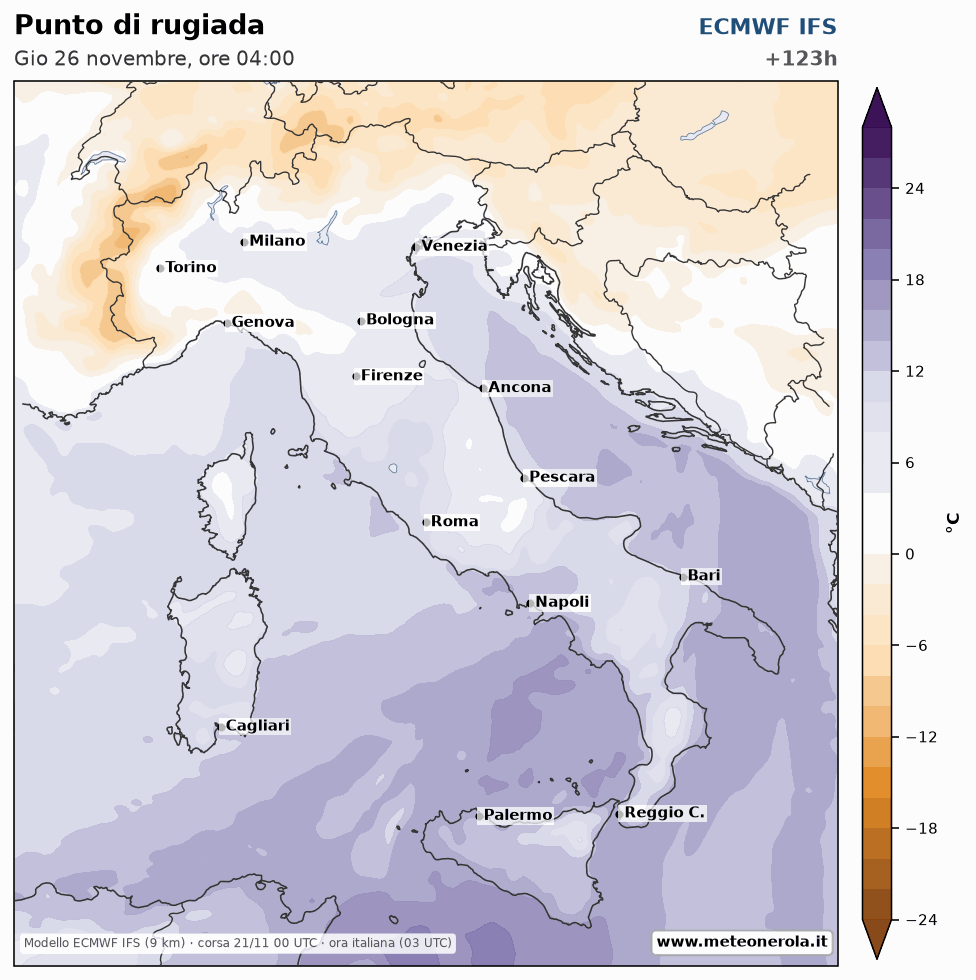 Punto di rugiada
ECMWF IFS
Gio 26 novembre, ore 04:00
+123h
Milano
Venezia
Torino
Genova
Bologna
Firenze
Ancona
Pescara
Roma
Bari
Napoli
Cagliari
Palermo
Reggio C.
24
18
12
6
0
−6
−12
−18
−24
°C
Modello ECMWF IFS (9 km) · corsa 21/11 00 UTC · ora italiana (03 UTC)
www.meteonerola.it